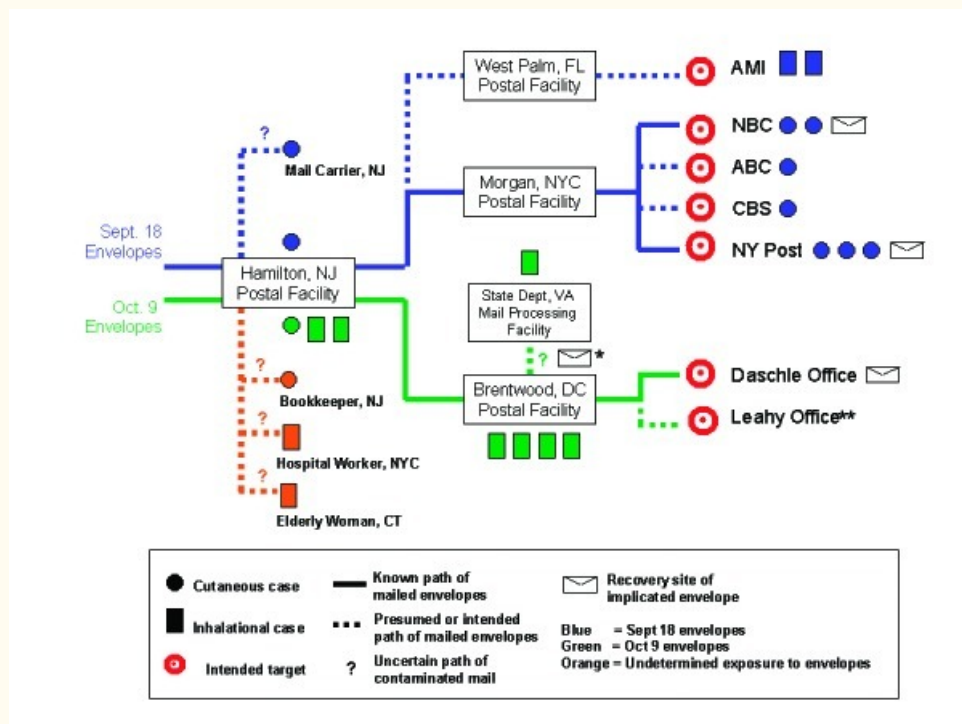 West Palm, FL
Postal Facility
AMI
NBC
?
Mail Carrier, NJ
ABC
Morgan, NYC
Postal Facility
CBS
Sept. 18
Envelopes
NY Post
Hamilton, NJ
Postal Facility
Oct. 9
Envelopes
State Dept, VA
Mail Processing
Facility
? *
?
Bookkeeper, NJ
Brentwood, DC
Postal Facility
Daschle Office
Leahy Office**
?
Hospital Worker, NYC
?
Elderly Woman, CT
Cutaneous case
Known path of
mailed envelopes
Recovery site of
implicated envelope
Inhalational case
Presumed or intended
path of mailed envelopes
Blue = Sept 18 envelopes
Green = Oct 9 envelopes
Orange = Undetermined exposure to envelopes
Intended target
? Uncertain path of
contaminated mail